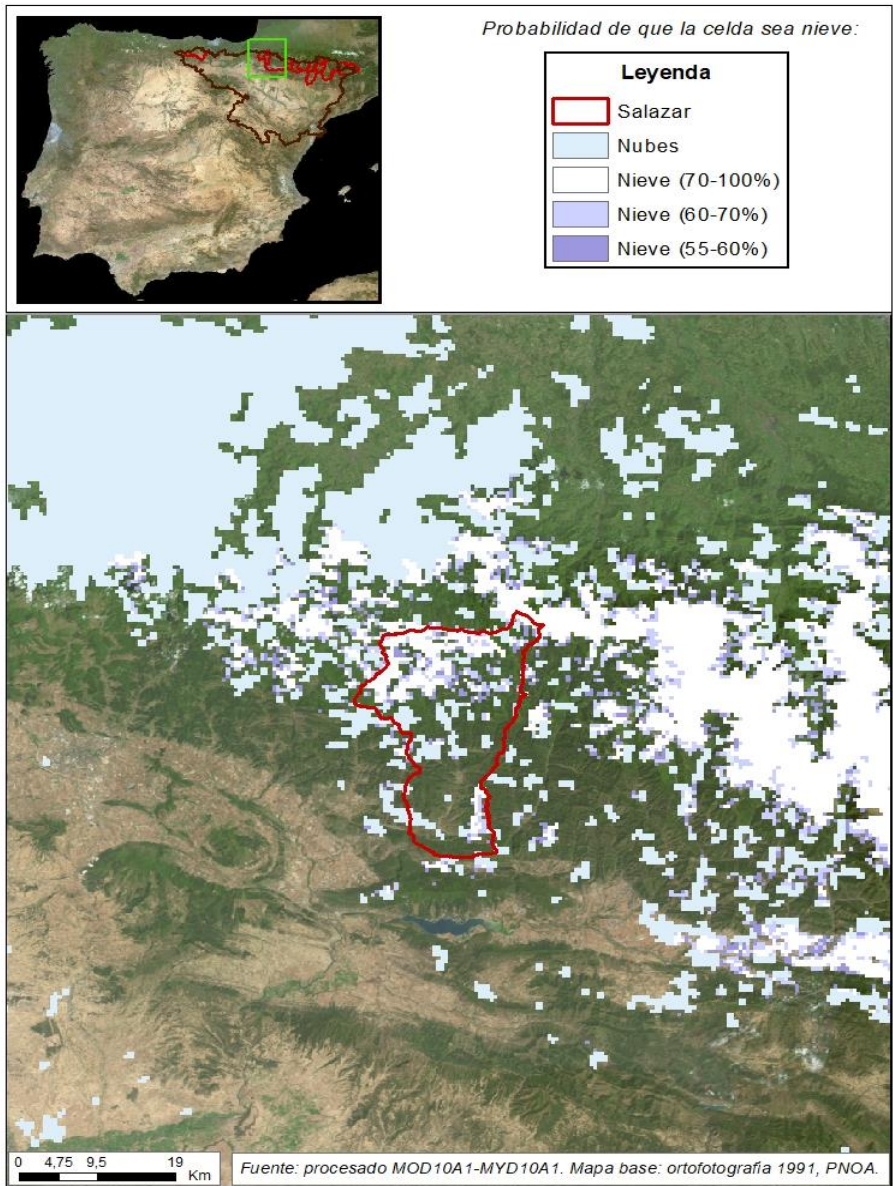 Probabilidad de que la celda sea nieve:
Leyenda
Salazar
Nubes
Nieve (70-100%)
Nieve (60-70%)
Nieve (55-60%)
0 4,75 9,5 19
Km
Fuente: procesado MOD10A1-MYD10A1. Mapa base: ortofotografía 1991, PNOA.